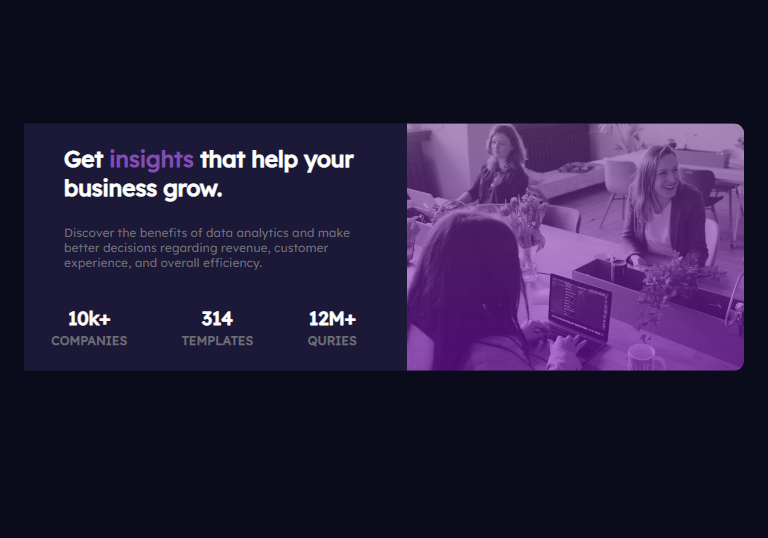 Get insights that help your
business grow.
Discover the benefits of data analytics and make
better decisions regarding revenue, customer
experience, and overall efficiency.
10k+ 314 12M+
COMPANIES TEMPLATES QURIES